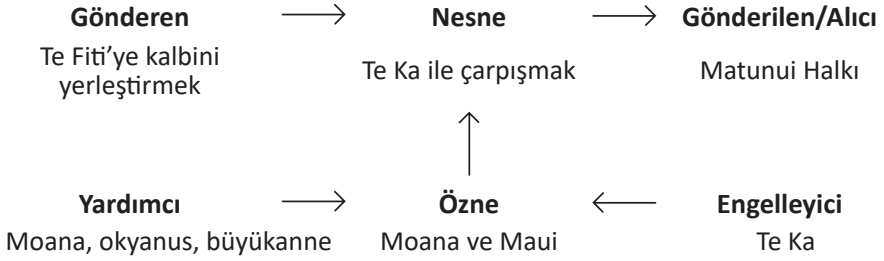 Gönderen Nesne Gönderilen/Alıcı
Te Fiti’ye kalbini
yerleştirmek
Te Ka ile çarpışmak
Matunui Halkı
Yardımcı Özne Engelleyici
Moana, okyanus, büyükanne Moana ve Maui Te Ka